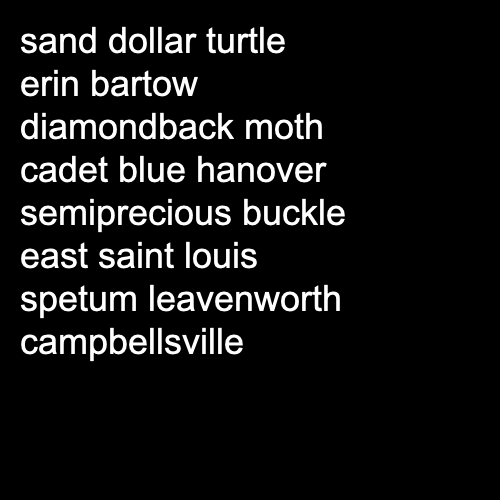 sand dollar turtle
erin bartow
diamondback moth
cadet blue hanover
semiprecious buckle
east saint louis
spetum leavenworth
campbellsville